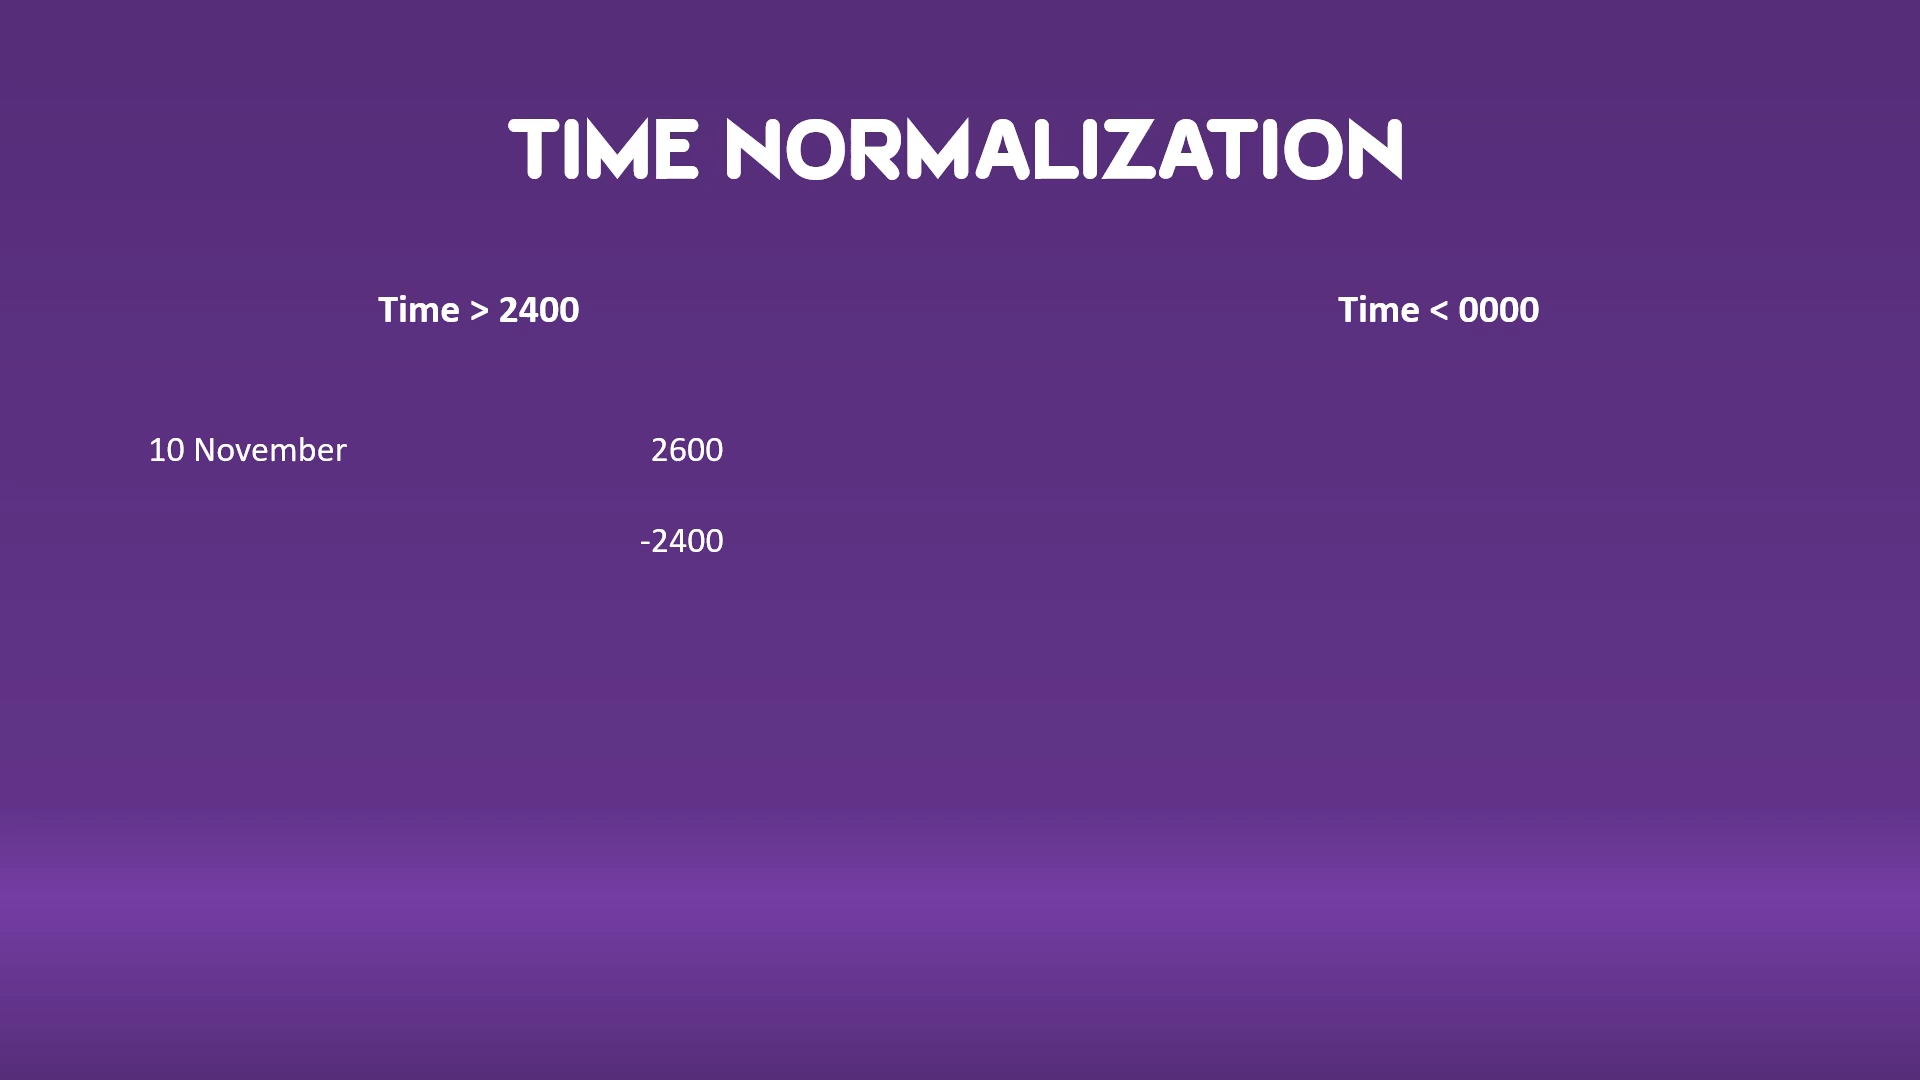 TIME NORMALIZATION
Time > 2400
Time < 0000
10 November 2600
-2400